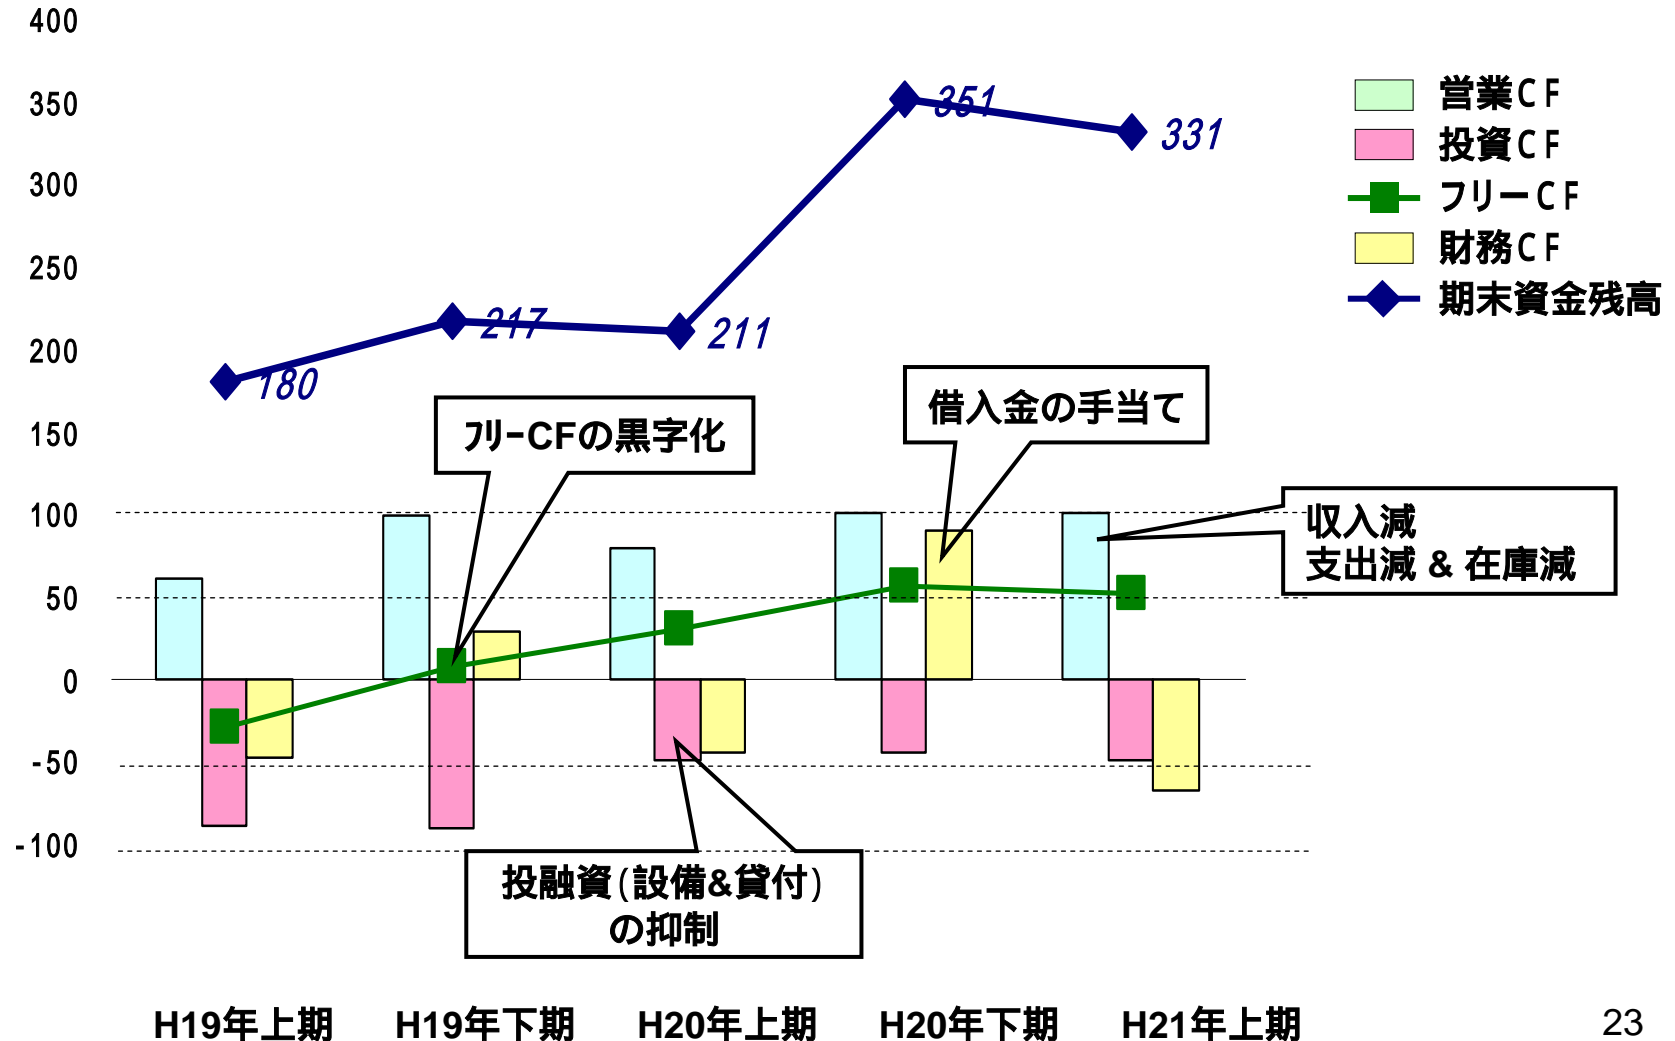 400
350
300
250
200
150
100
50
0
-50
-100
180
217
211
351
331
営業CF
投資CF
フリーCF
財務CF
期末資金残高
フリーCFの黒字化
借入金の手当て
収入減
支出減 & 在庫減
投融資(設備&貸付)
の抑制
H19年上期
H19年下期
H20年上期
H20年下期
H21年上期
23